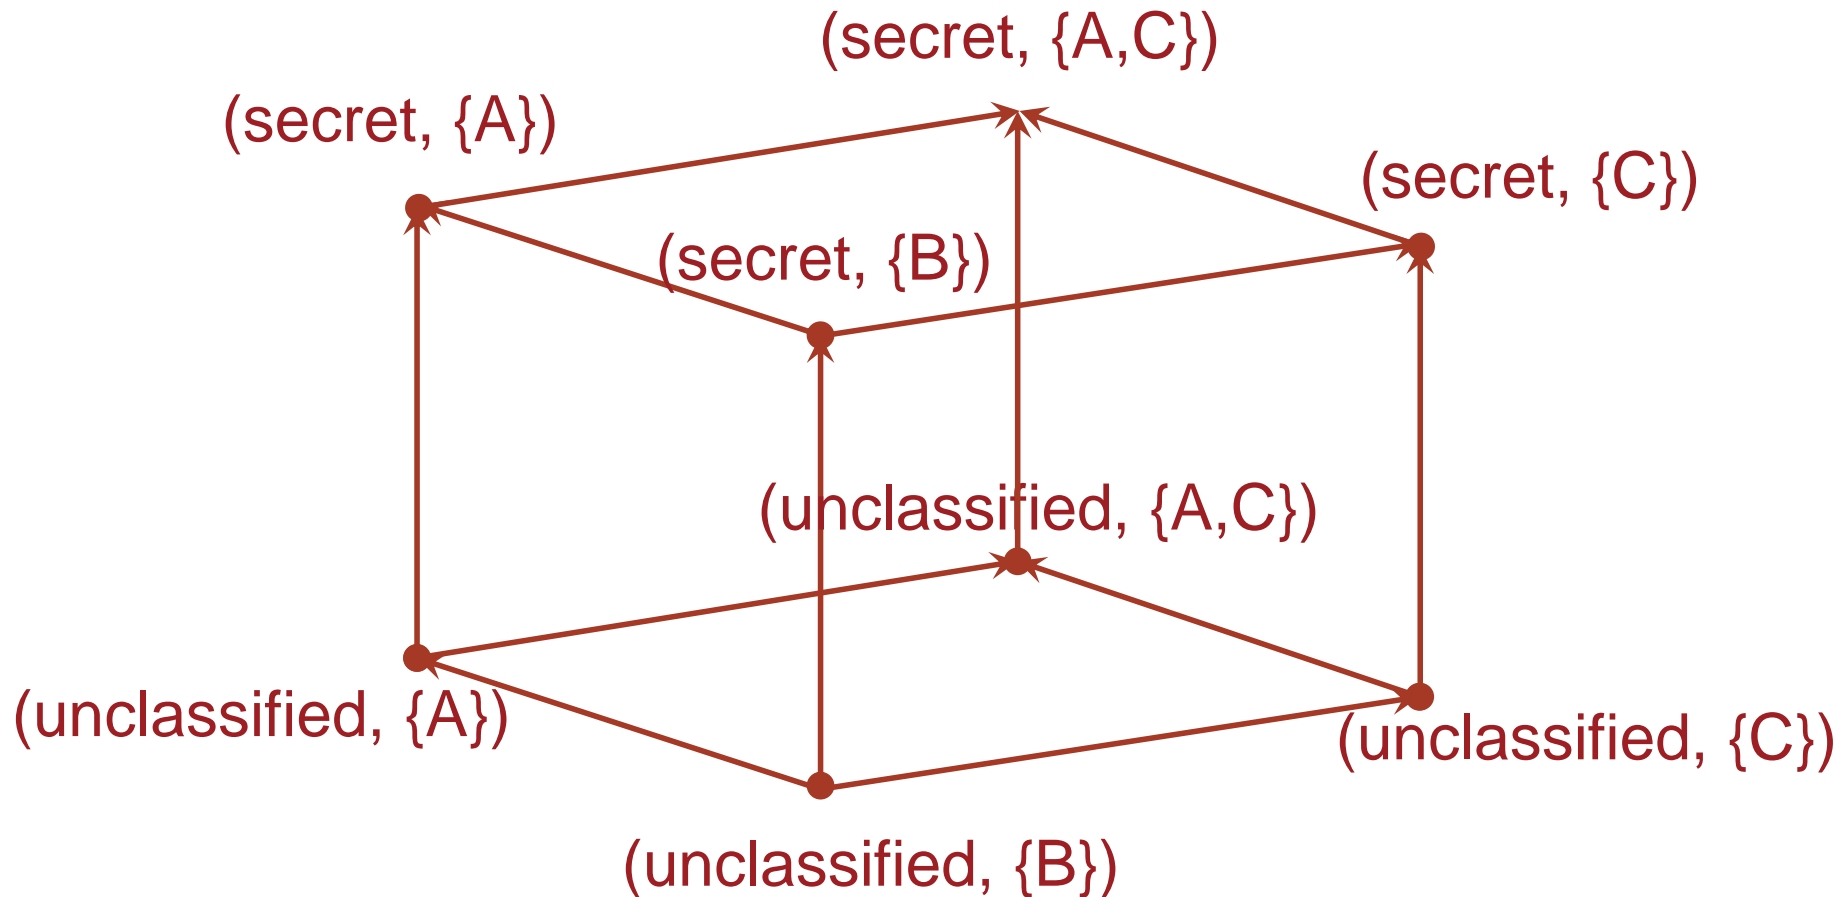 (secret, {A,C})
(secret, {A})
(secret, {C})
(secret, {B})
(unclassified, {A,C})
(unclassified, {A})
(unclassified, {C})
(unclassified, {B})